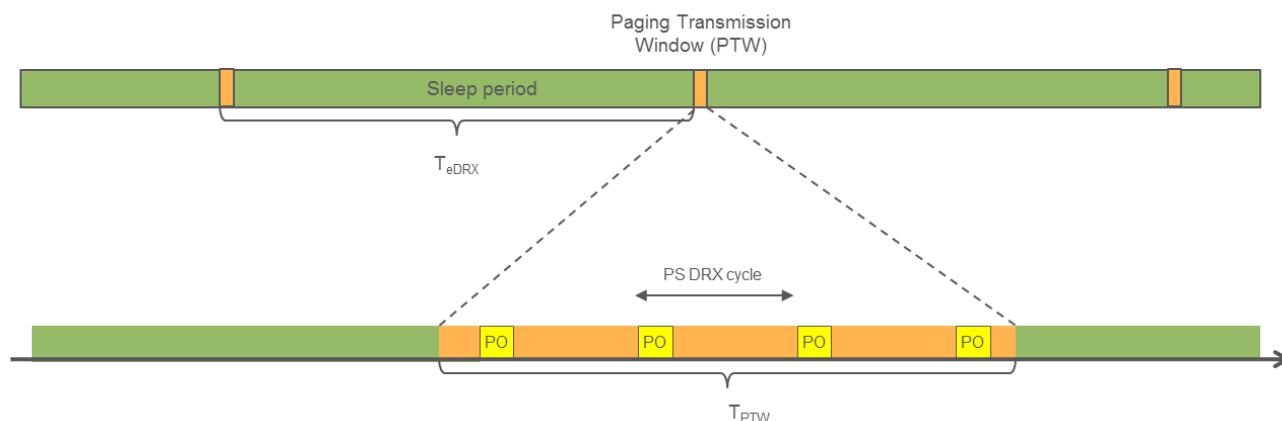 Paging Transmission
Window (PTW)
Sleep period
TeDRX
PS DRX cycle
PO PO PO PO
TPTW